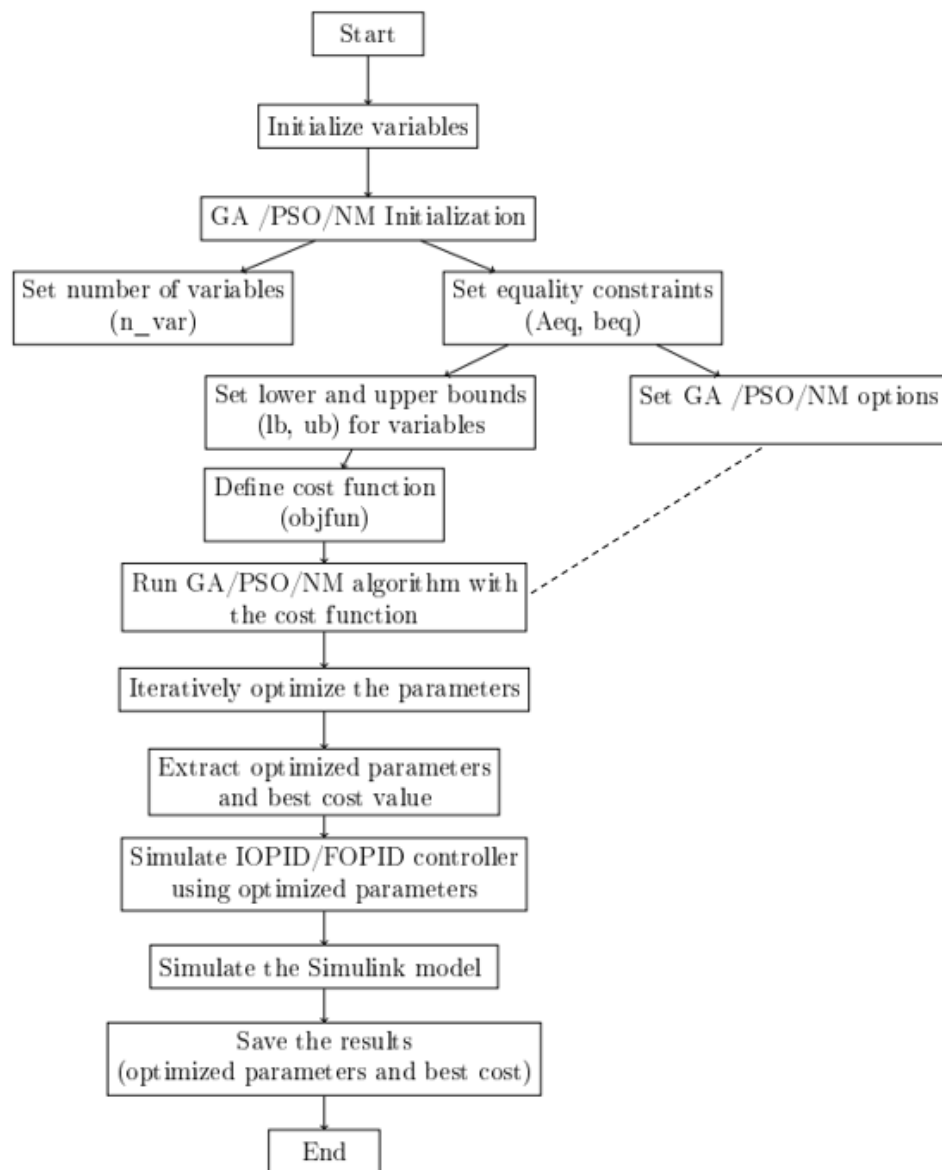 Start
Initialize variables
GA /PSO/NM Initialization
Set number of variables
(n_var)
Set equality constraints
(Aeq, beq)
Set lower and upper bounds
(lb, ub) for variables
Set GA /PSO/NM options
Define cost function
(objfun)
Run GA/PSO/NM algorithm with
the cost function
Iteratively optimize the parameters
Extract optimized parameters
and best cost value
Simulate IOPID/FOPID controller
using optimized parameters
Simulate the Simulink model
Save the results
(optimized parameters and best cost)
End